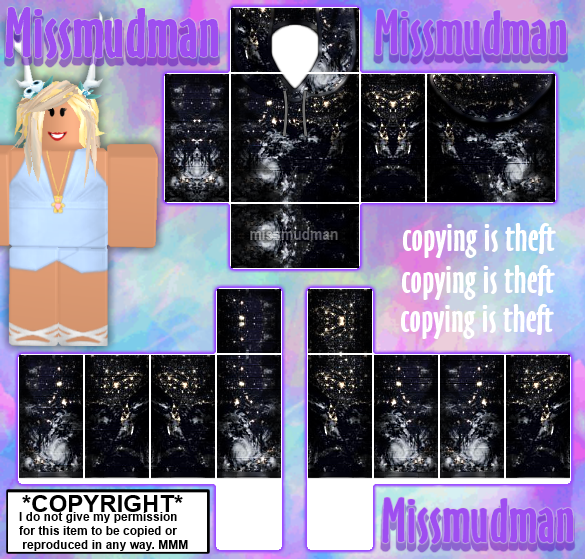 Missmudman
Missmudman
missmudman
copying is theft
copying is theft
copying is theft
*COPYRIGHT*
I do not give my permission
for this item to be copied or
reproduced in any way. MMM
Missmudman